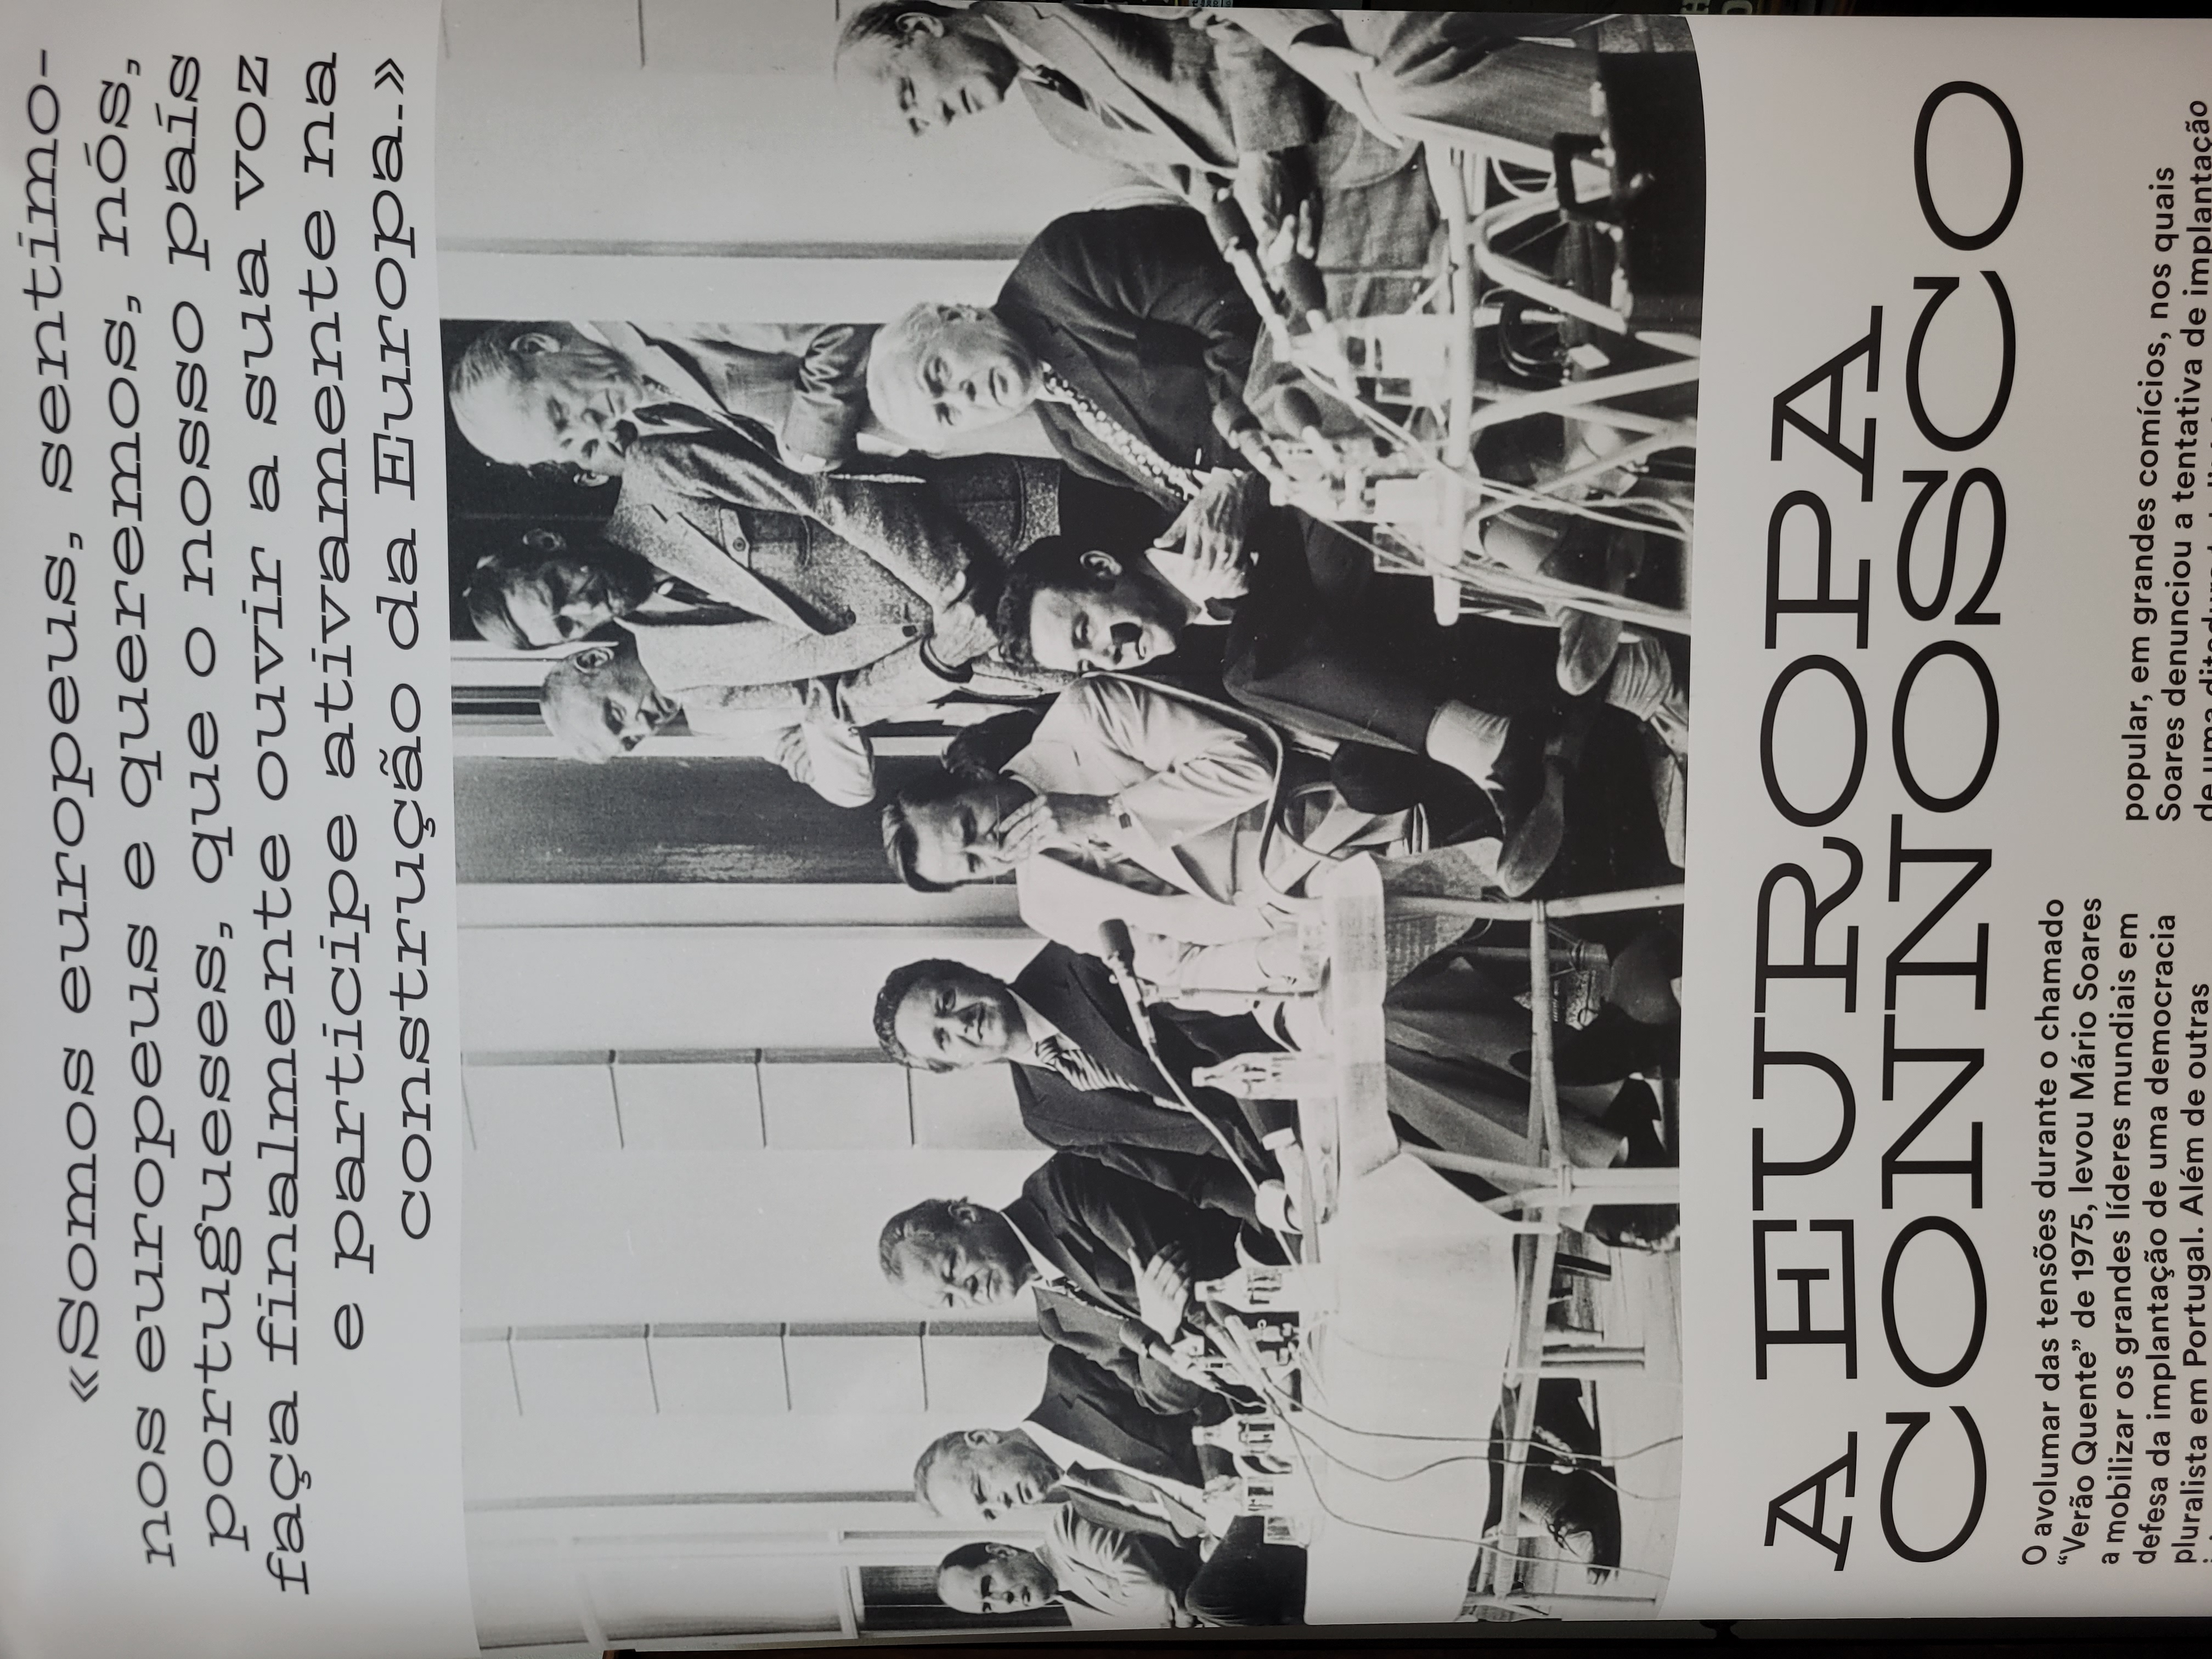 «Somos europeus, sentimo-
nos europeus e queremos, nós,
portugueses, que o nosso país
faça finalmente ouvir a sua voz
e participe ativamente na
construção da Europa.»
A EUROPA
CONNOSCO
O avolumar das tensões durante o chamado
“Verão Quente” de 1975, levou Mário Soares
a mobilizar os grandes líderes mundiais em
defesa da implantação de uma democracia
pluralista em Portugal. Além de outras
popular, em grandes comícios, nos quais
Soares denunciou a tentativa de implantação
de uma